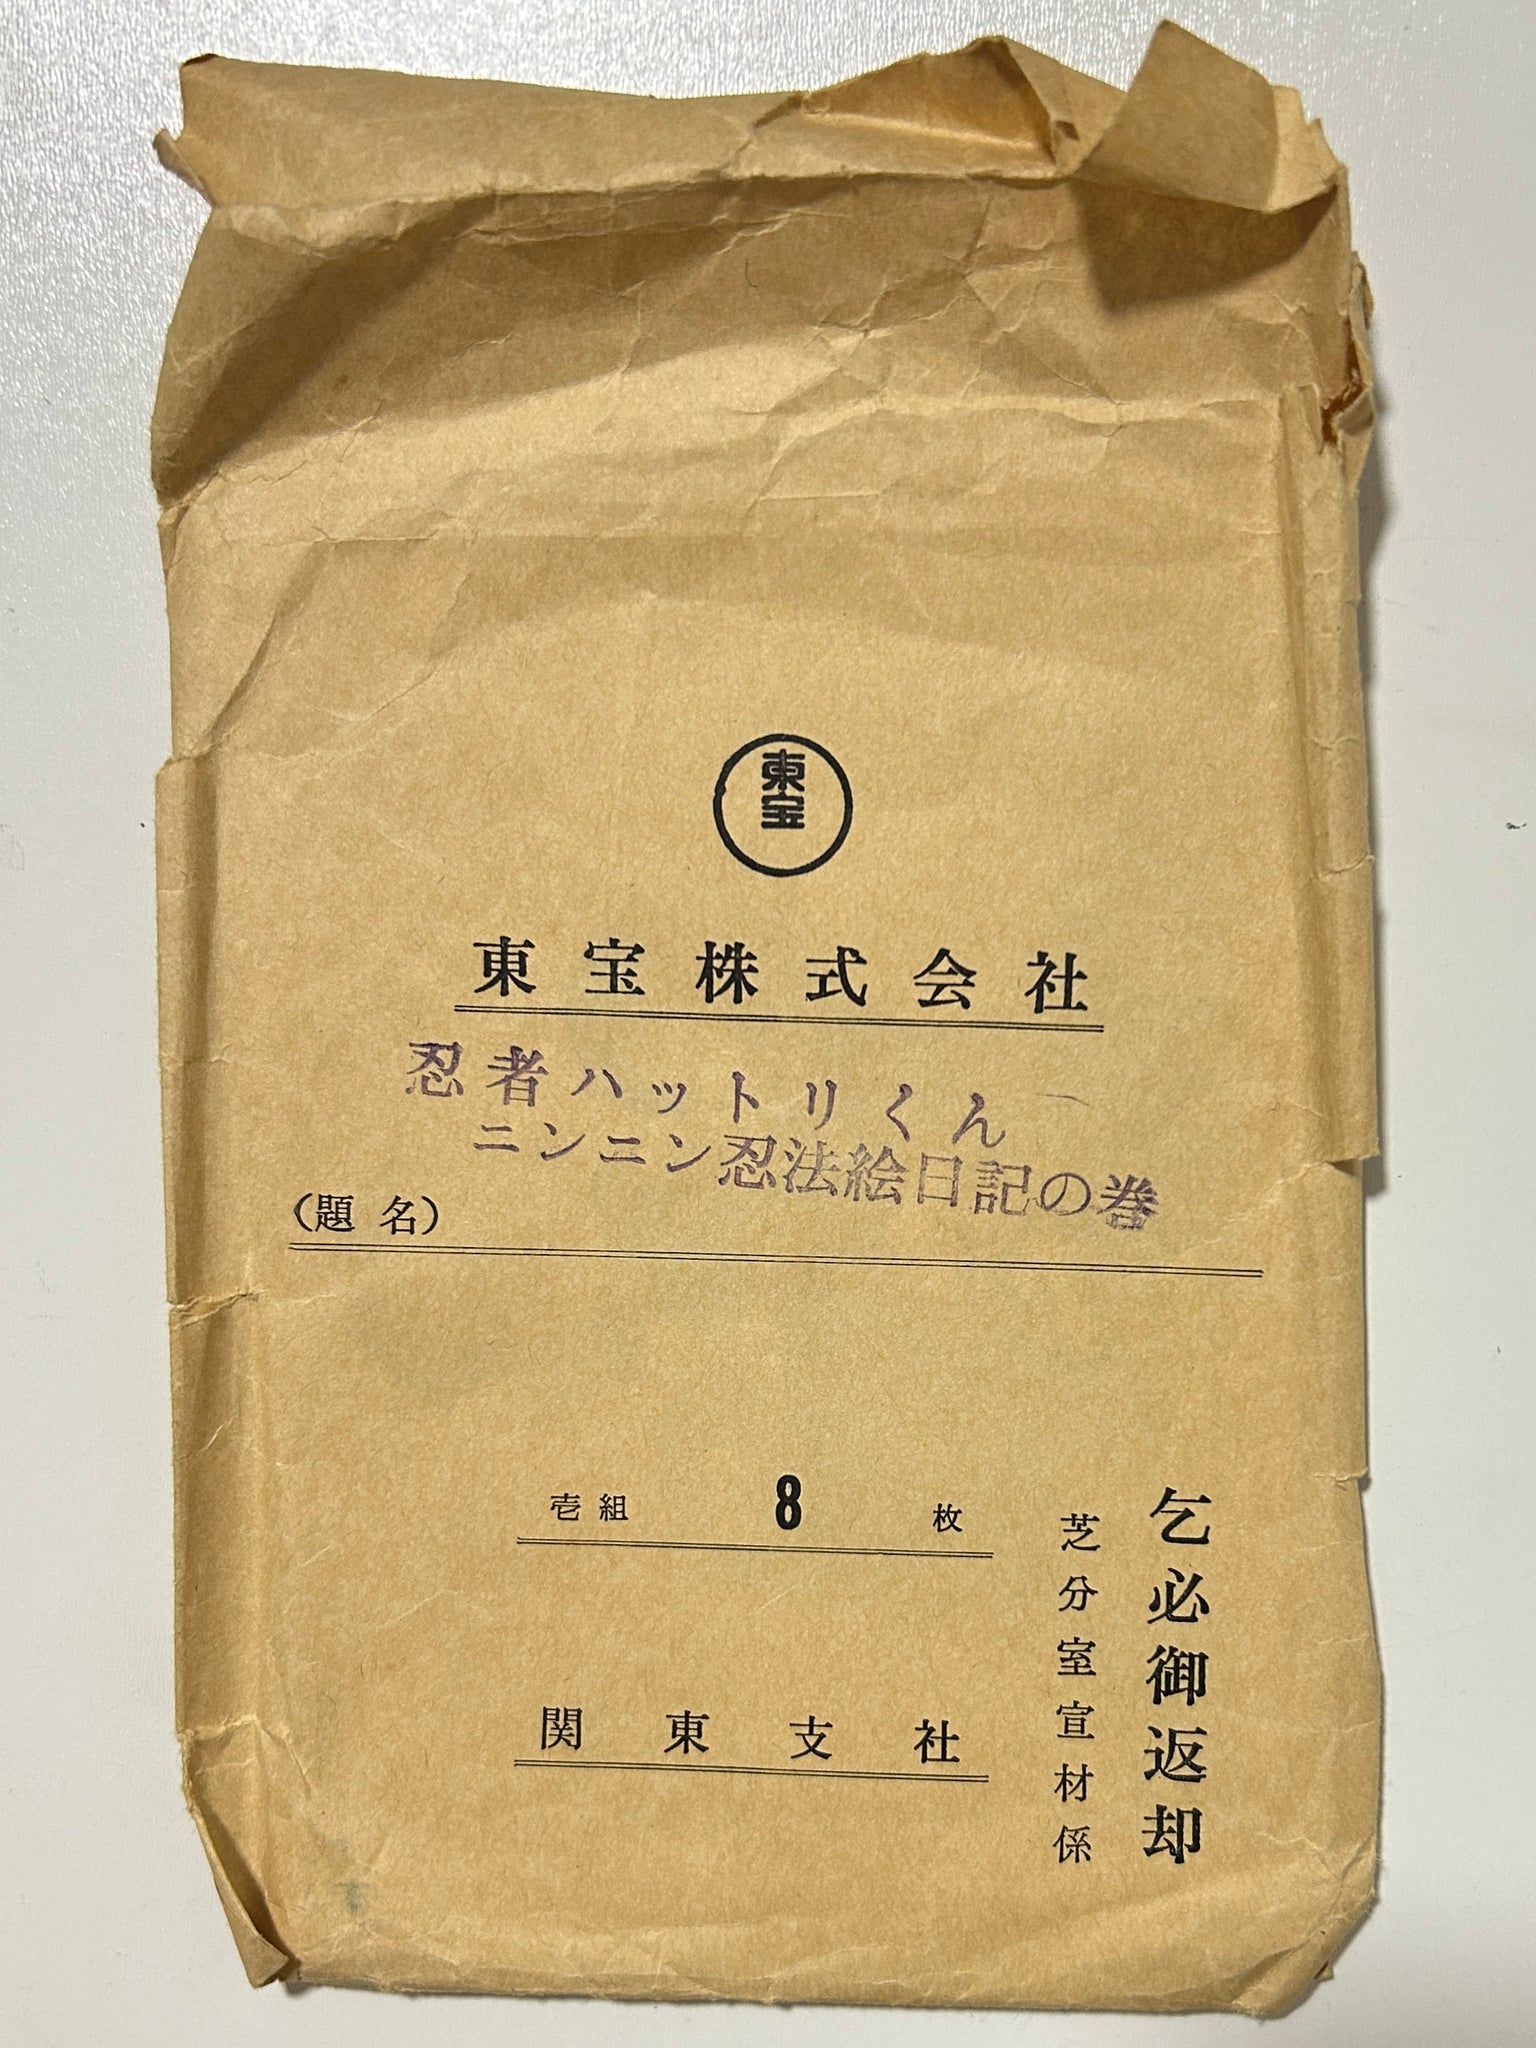 東宝
東宝株式会社
忍者ハットリくん
ニンニン忍法絵日記の巻
（題名）
壱組 8 枚
関東支社
乞必御返却
芝分室宣材係